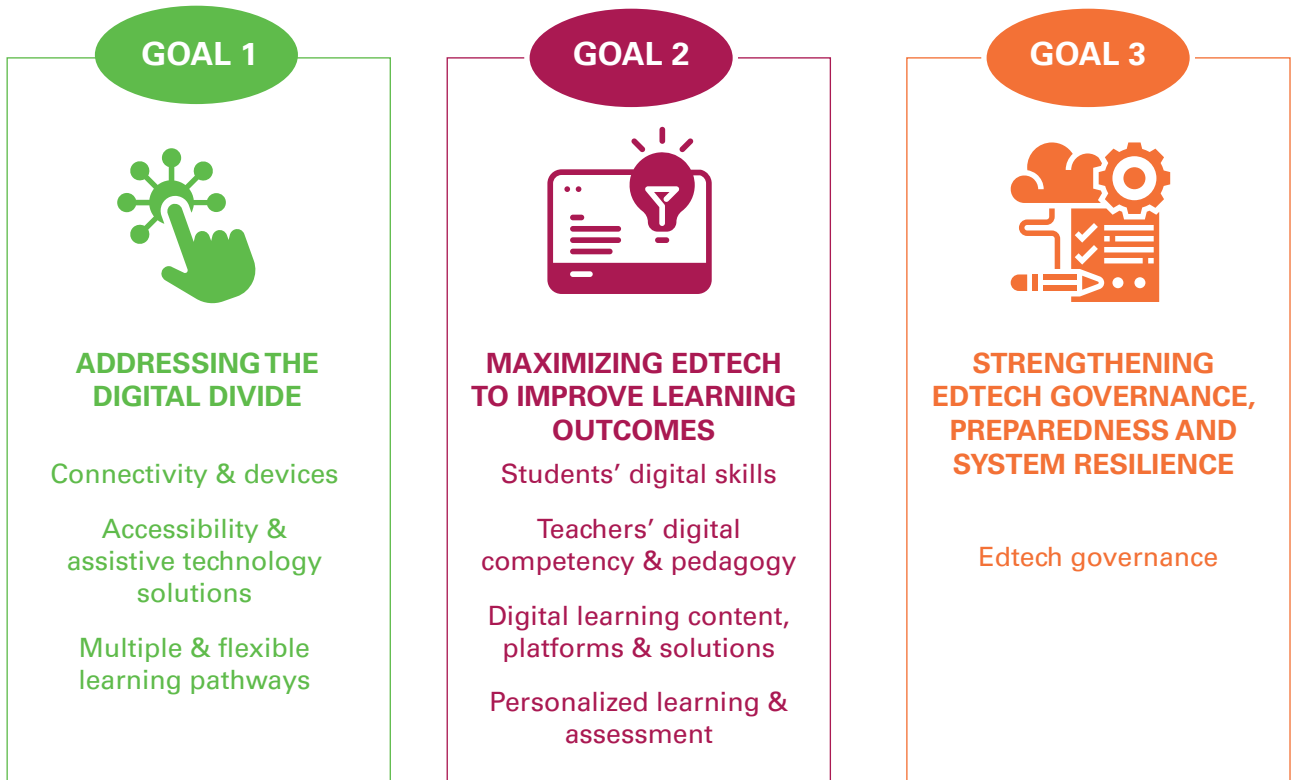 GOAL 1
ADDRESSING THE
DIGITAL DIVIDE
Connectivity & devices
Accessibility &
assistive technology
solutions
Multiple & flexible
learning pathways
GOAL 2
MAXIMIZING EDTECH
TO IMPROVE LEARNING
OUTCOMES
Students’ digital skills
Teachers’ digital
competency & pedagogy
Digital learning content,
platforms & solutions
Personalized learning &
assessment
GOAL 3
STRENGTHENING
EDTECH GOVERNANCE,
PREPAREDNESS AND
SYSTEM RESILIENCE
Edtech governance